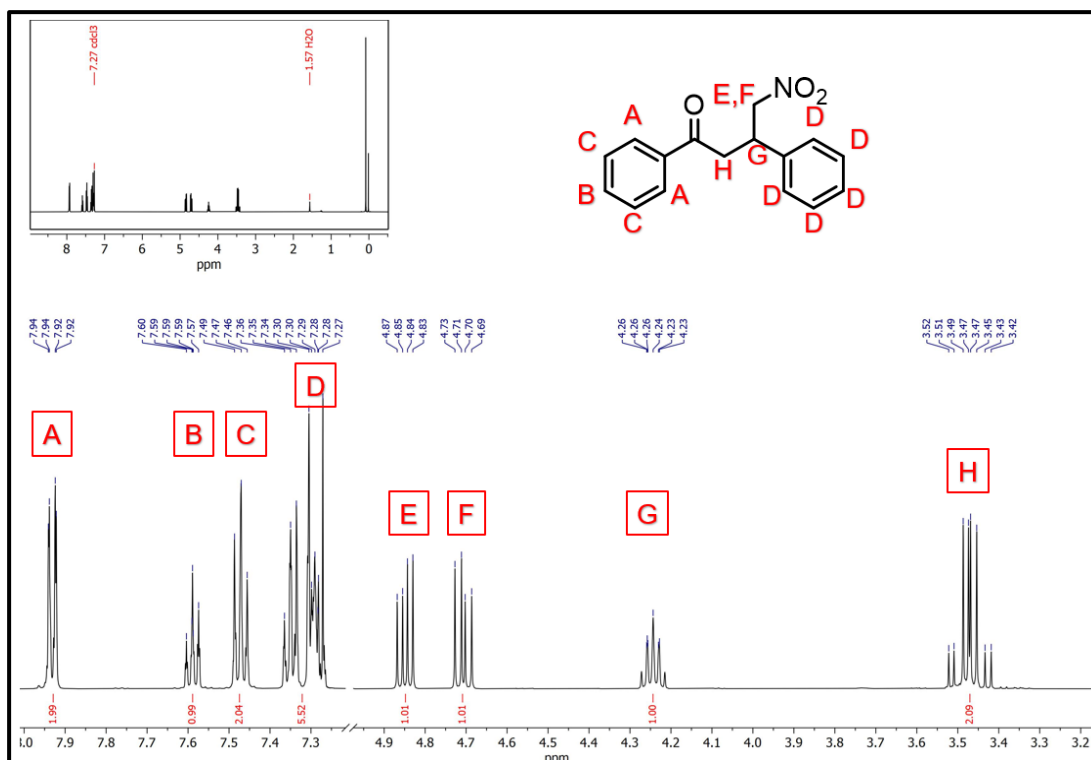 7.27 cdcl3
1.57 H2O
8 7 6 5 4 3 2 1 0
ppm
O
E,F
NO2
A
D
C
G
D
H
B
A
D
D
C
D
7.94 7.94 7.92 7.92 7.60 7.59 7.59 7.59 7.57 7.49 7.47 7.46 7.36 7.35 7.34 7.30 7.30 7.29 7.28 7.28 7.27 4.87 4.85 4.84 4.83 4.73 4.71 4.70 4.69 4.26 4.26 4.26 4.24 4.23 4.23 3.52 3.51 3.49 3.47 3.47 3.45 3.43 3.42
A B C D E F G H
1.99 0.99 2.04 5.52 1.01 1.01 1.00 2.09
.0 7.9 7.8 7.7 7.6 7.5 7.4 7.3 4.9 4.8 4.7 4.6 4.5 4.4 4.3 4.2 4.1 4.0 3.9 3.8 3.7 3.6 3.5 3.4 3.3 3.2
ppm